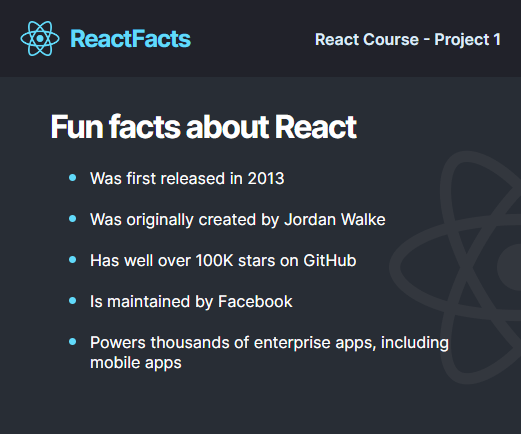 ReactFacts
React Course - Project 1
Fun facts about React
Was first released in 2013
Was originally created by Jordan Walke
Has well over 100K stars on GitHub
Is maintained by Facebook
Powers thousands of enterprise apps, including
mobile apps